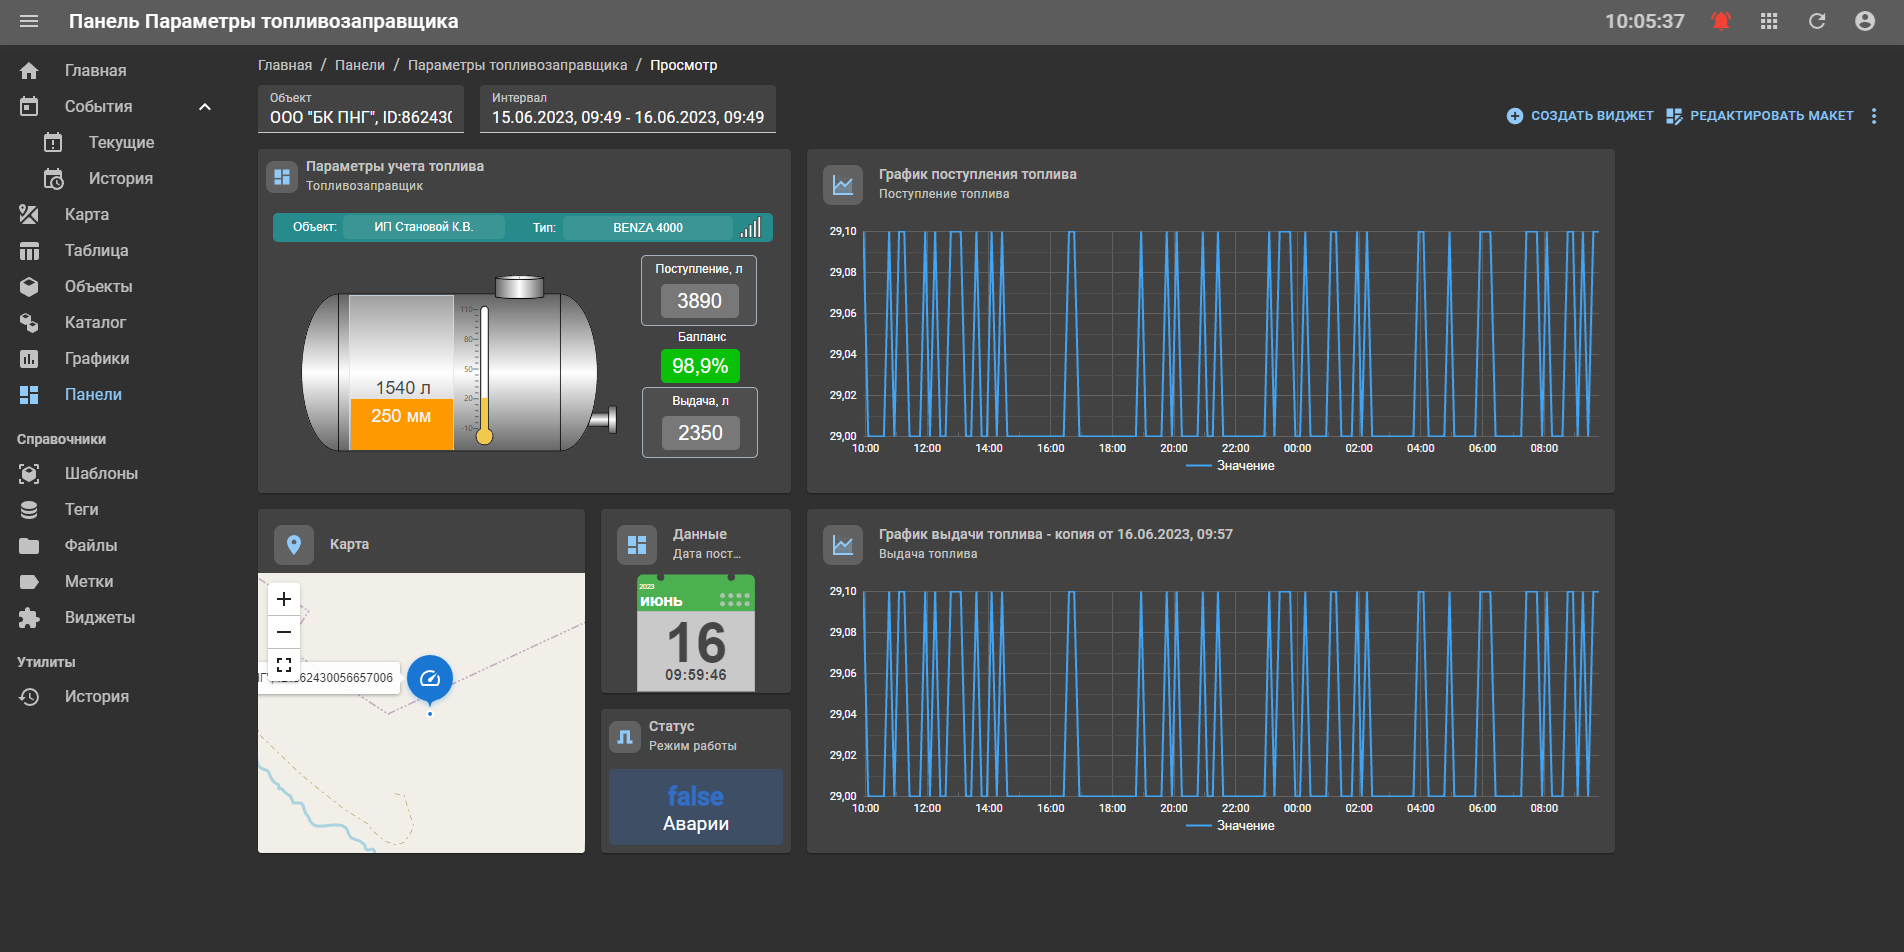 Панель Параметры топливозаправщика
10:05:37
Главная
События
Текущие
История
Карта
Таблица
Объекты
Каталог
Графики
Панели
Справочники
Шаблоны
Теги
Файлы
Метки
Виджеты
Утилиты
История
Главная / Панели / Параметры топливозаправщика / Просмотр
Объект
ООО "БК ПНГ", ID:86243(
Интервал
15.06.2023, 09:49 - 16.06.2023, 09:49
СОЗДАТЬ ВИДЖЕТ
РЕДАКТИРОВАТЬ МАКЕТ
Параметры учета топлива
Топливозаправщик
Объект: ИП Становой К.В. Тип: BENZA 4000
110
80
50
20
-10
1540 л
250 мм
Поступление, л
3890
Балланс
98,9%
Выдача, л
2350
График поступления топлива
Поступление топлива
29,10
29,08
29,06
29,04
29,02
29,00
10:00 12:00 14:00 16:00 18:00 20:00 22:00 00:00 02:00 04:00 06:00 08:00
Значение
Карта
+
−
62430056657006
Данные
Дата пост...
2023
июнь
16
09:59:46
Статус
Режим работы
false
Аварии
График выдачи топлива - копия от 16.06.2023, 09:57
Выдача топлива
29,10
29,08
29,06
29,04
29,02
29,00
10:00 12:00 14:00 16:00 18:00 20:00 22:00 00:00 02:00 04:00 06:00 08:00
Значение